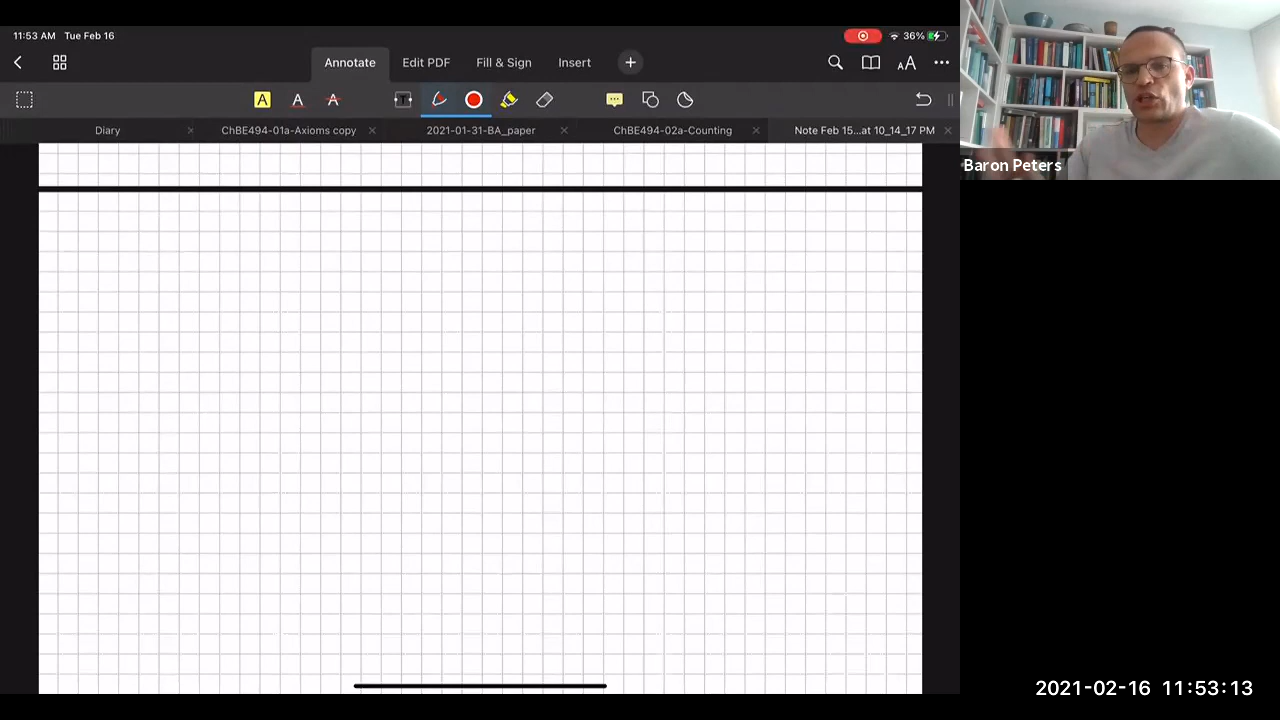 11:53 AM Tue Feb 16
36%
Annotate Edit PDF Fill & Sign Insert
A A A T AA
Diary ChBE494-01a-Axioms copy 2021-01-31-BA_paper ChBE494-02a-Counting Note Feb 15...at 10_14_17 PM
Baron Peters
2021-02-16 11:53:13